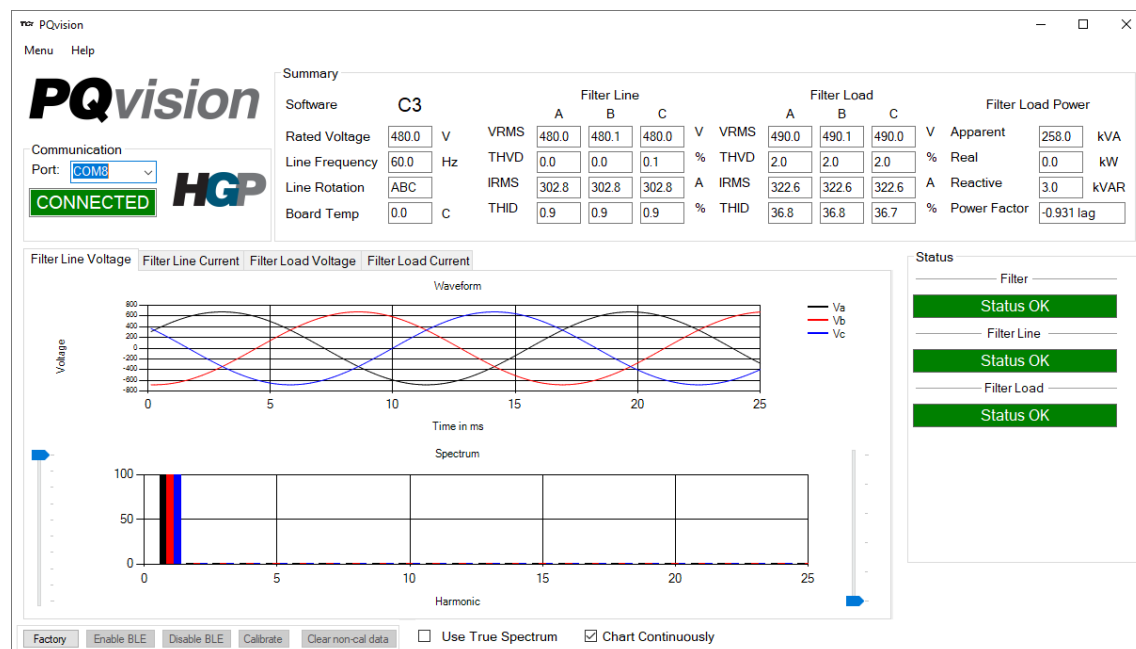 TCI PQvision
Menu Help
PQvision
Communication
Port: COM8
CONNECTED
HGP
Summary
Software C3
Rated Voltage 480.0 V
Line Frequency 60.0 Hz
Line Rotation ABC
Board Temp 0.0 C
Filter Line
A B C
VRMS 480.0 480.1 480.0 V
THVD 0.0 0.0 0.1 %
IRMS 302.8 302.8 302.8 A
THID 0.9 0.9 0.9 %
Filter Load
A B C
VRMS 490.0 490.1 490.0 V
THVD 2.0 2.0 2.0 %
IRMS 322.6 322.6 322.6 A
THID 36.8 36.8 36.7 %
Filter Load Power
Apparent 258.0 kVA
Real 0.0 kW
Reactive 3.0 kVAR
Power Factor -0.931 lag
Filter Line Voltage Filter Line Current Filter Load Voltage Filter Load Current
Waveform
Voltage
800
600
400
200
0
-200
-400
-600
-800
0 5 10 15 20 25
Time in ms
Va
Vb
Vc
Spectrum
100
50
0
0 5 10 15 20 25
Harmonic
Status
Filter
Status OK
Filter Line
Status OK
Filter Load
Status OK
Factory Enable BLE Disable BLE Calibrate Clear non-cal data Use True Spectrum Chart Continuously